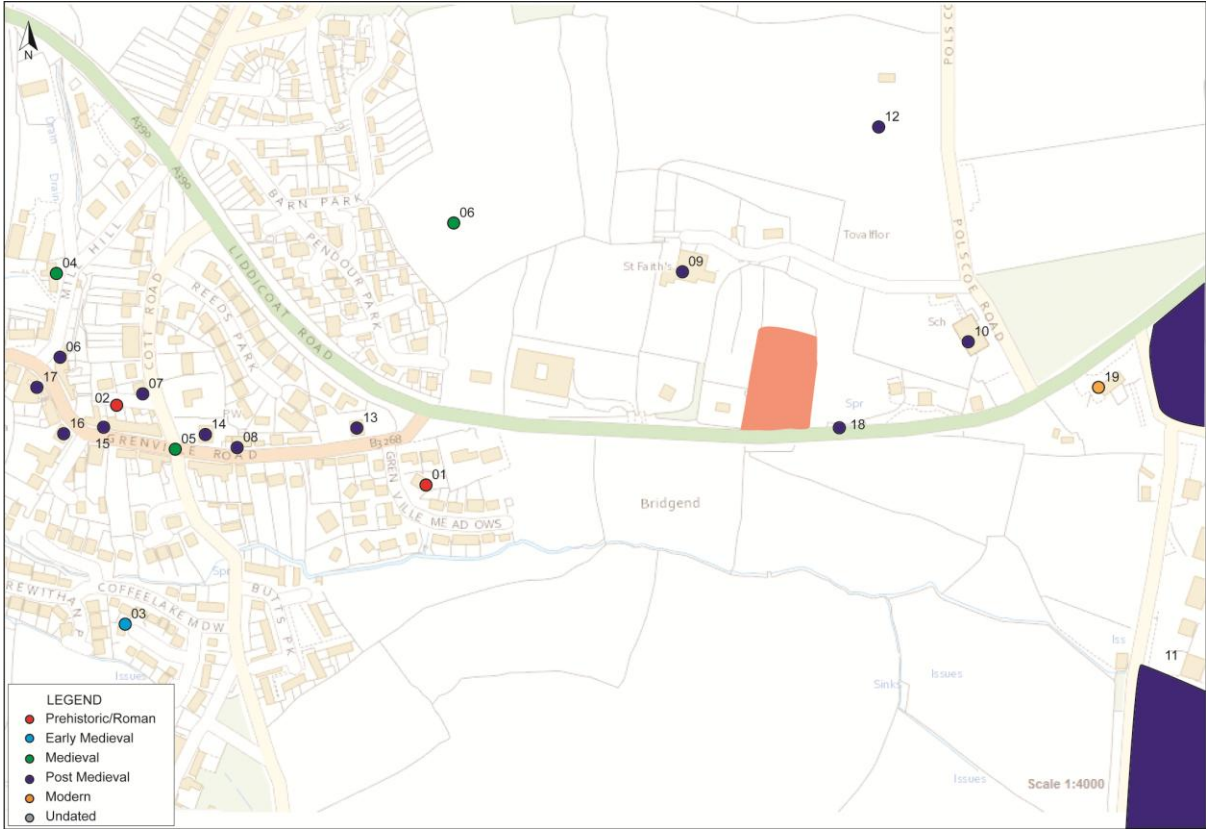 N
POLSCO
12
A390
Drain
Drain
A390
BARN PARK
06
PENDOUR PARK
Tovalflor
MILL HILL
LIDDICOAT ROAD
St Faith's
09
04
COTT ROAD
REEDS PARK
POLSCOE ROAD
Sch
10
06
17
02
07
19
Spr
16
15
GRENVILLE ROAD
05
14
PW
08
13
B3268
18
01
GRENVILLE MEADOWS
Bridgend
Spr
REWITHAN P
COFFEELAKE MDW
BUTTS PK
03
Iss
11
Issues
Sinks
Issues
Issues
Scale 1:4000
LEGEND
Prehistoric/Roman
Early Medieval
Medieval
Post Medieval
Modern
Undated